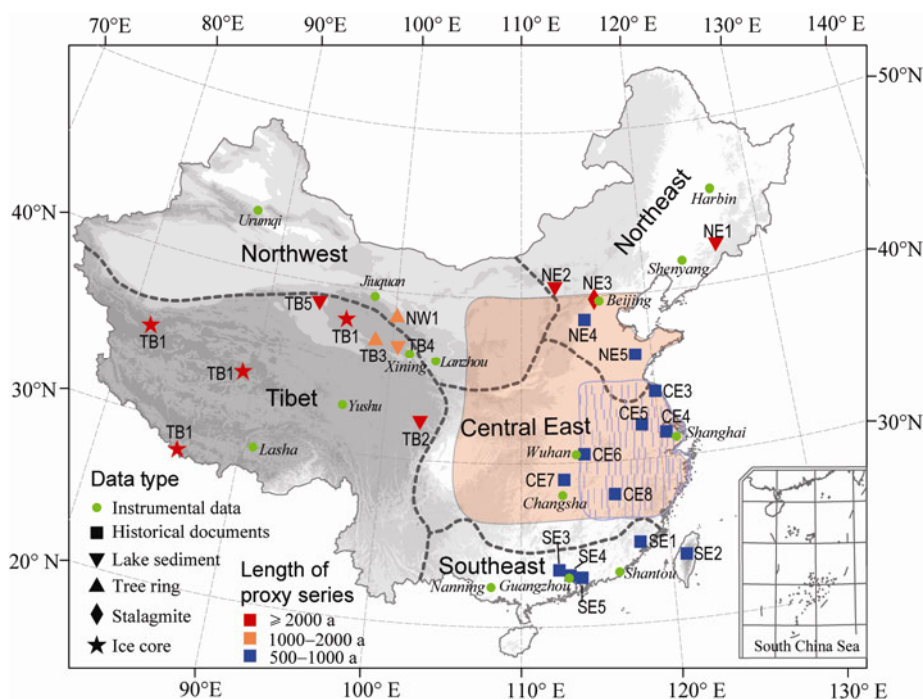 70° E 80° E 90° E 100° E 110° E 120° E 130° E 140° E
50° N
40° N
40° N
30° N
30° N
20° N
Northeast
Harbin
NE1
Urumqi
Northwest
Shenyang
NE2 NE3
Jiuquan
Beijing
TB5
NW1
NE4
TB1
TB1
TB3 TB4
Xining Lanzhou
NE5
TB1
Tibet
Yushu
CE3
Central East
CE5 CE4
TB2
Shanghai
TB1
Lasha
Wuhan
CE6
CE7
CE8
Changsha
Data type
Instrumental data
Historical documents
Lake sediment
Tree ring
Stalagmite
Ice core
SE3 SE4
SE1
SE2
Southeast
Nanning Guangzhou
Shantou
SE5
Length of
proxy series
⩾ 2000 a
1000–2000 a
500–1000 a
South China Sea
90° E 100° E 110° E 120° E 130° E